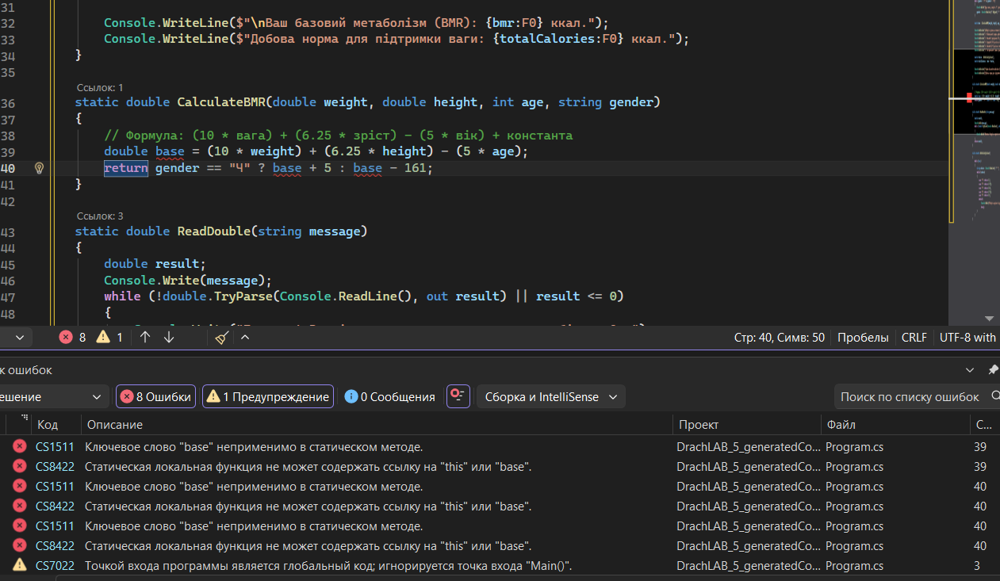 31
32 Console.WriteLine($"\nВаш базовий метаболізм (BMR): {bmr:F0} ккал.");
33 Console.WriteLine($"Добова норма для підтримки ваги: {totalCalories:F0} ккал.");
34 }
35
Ссылок: 1
36 static double CalculateBMR(double weight, double height, int age, string gender)
37 {
38 // Формула: (10 * вага) + (6.25 * зріст) - (5 * вік) + константа
39 double base = (10 * weight) + (6.25 * height) - (5 * age);
40 return gender == "Ч" ? base + 5 : base - 161;
41 }
42
Ссылок: 3
43 static double ReadDouble(string message)
44 {
45 double result;
46 Console.Write(message);
47 while (!double.TryParse(Console.ReadLine(), out result) || result <= 0)
48 {
8 1 Стр: 40, Симв: 50 Пробелы CRLF UTF-8 with
к ошибок
ешение 8 Ошибки 1 Предупреждение 0 Сообщения Сборка и IntelliSense Поиск по списку ошибок
Код Описание Проект Файл С...
CS1511 Ключевое слово "base" неприменимо в статическом методе. DrachLAB_5_generatedCo... Program.cs 39
CS8422 Статическая локальная функция не может содержать ссылку на "this" или "base". DrachLAB_5_generatedCo... Program.cs 39
CS1511 Ключевое слово "base" неприменимо в статическом методе. DrachLAB_5_generatedCo... Program.cs 40
CS8422 Статическая локальная функция не может содержать ссылку на "this" или "base". DrachLAB_5_generatedCo... Program.cs 40
CS1511 Ключевое слово "base" неприменимо в статическом методе. DrachLAB_5_generatedCo... Program.cs 40
CS8422 Статическая локальная функция не может содержать ссылку на "this" или "base". DrachLAB_5_generatedCo... Program.cs 40
CS7022 Точкой входа программы является глобальный код; игнорируется точка входа "Main()". DrachLAB_5_generatedCo... Program.cs 3